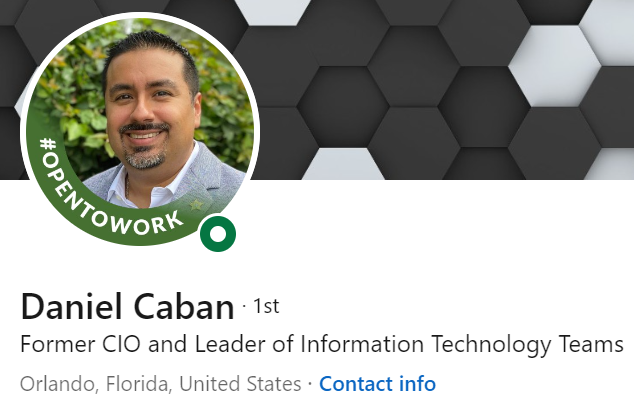 #OPENTOWORK
Daniel Caban · 1st
Former CIO and Leader of Information Technology Teams
Orlando, Florida, United States · Contact info